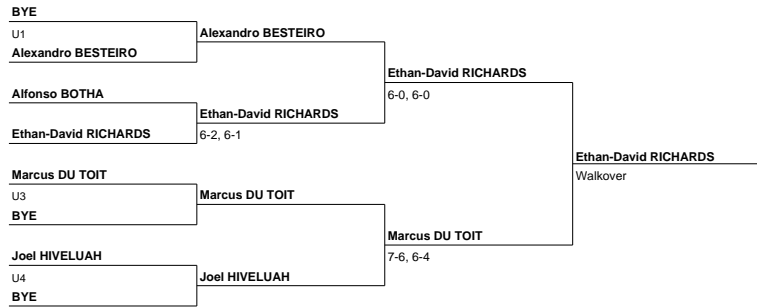 BYE
U1
Alexandro BESTEIRO
Alexandro BESTEIRO
Alfonso BOTHA
Ethan-David RICHARDS
Ethan-David RICHARDS
6-2, 6-1
Ethan-David RICHARDS
6-0, 6-0
Marcus DU TOIT
U3
BYE
Marcus DU TOIT
Joel HIVELUAH
U4
BYE
Joel HIVELUAH
Marcus DU TOIT
7-6, 6-4
Ethan-David RICHARDS
Walkover